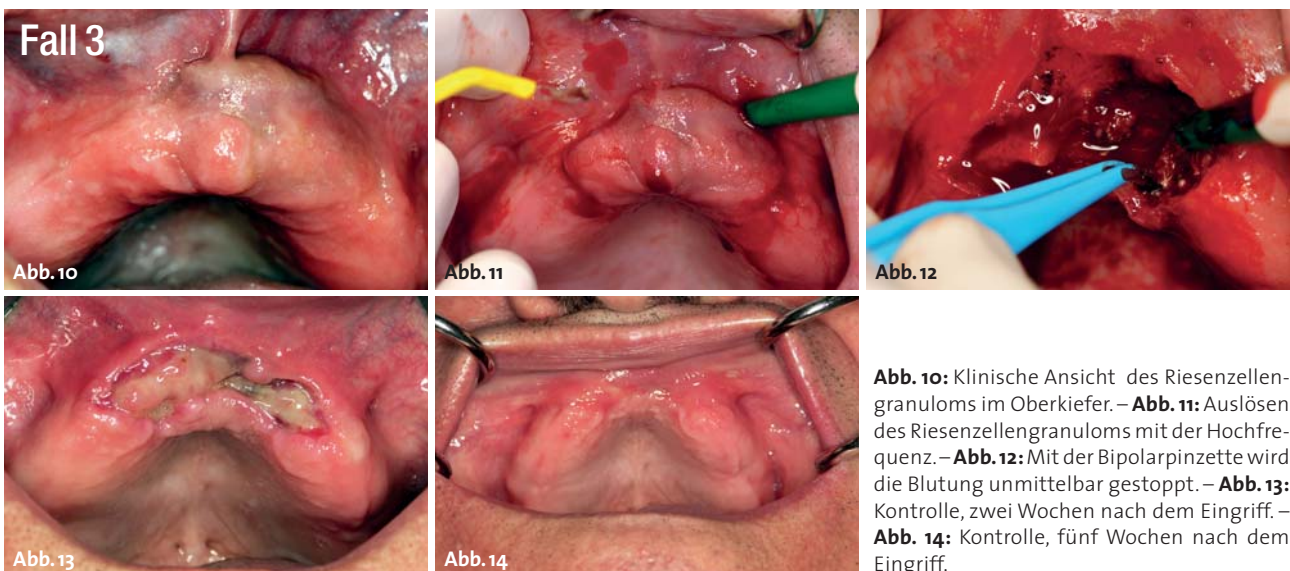 Fall 3
Abb. 10
Abb. 11
Abb. 12
Abb. 13
Abb. 14
Abb. 10: Klinische Ansicht des Riesenzellen-
granuloms im Oberkiefer. – Abb. 11: Auslösen
des Riesenzellengranuloms mit der Hochfre-
quenz. – Abb. 12: Mit der Bipolarpinzette wird
die Blutung unmittelbar gestoppt. – Abb. 13:
Kontrolle, zwei Wochen nach dem Eingriff. –
Abb. 14: Kontrolle, fünf Wochen nach dem
Eingriff.